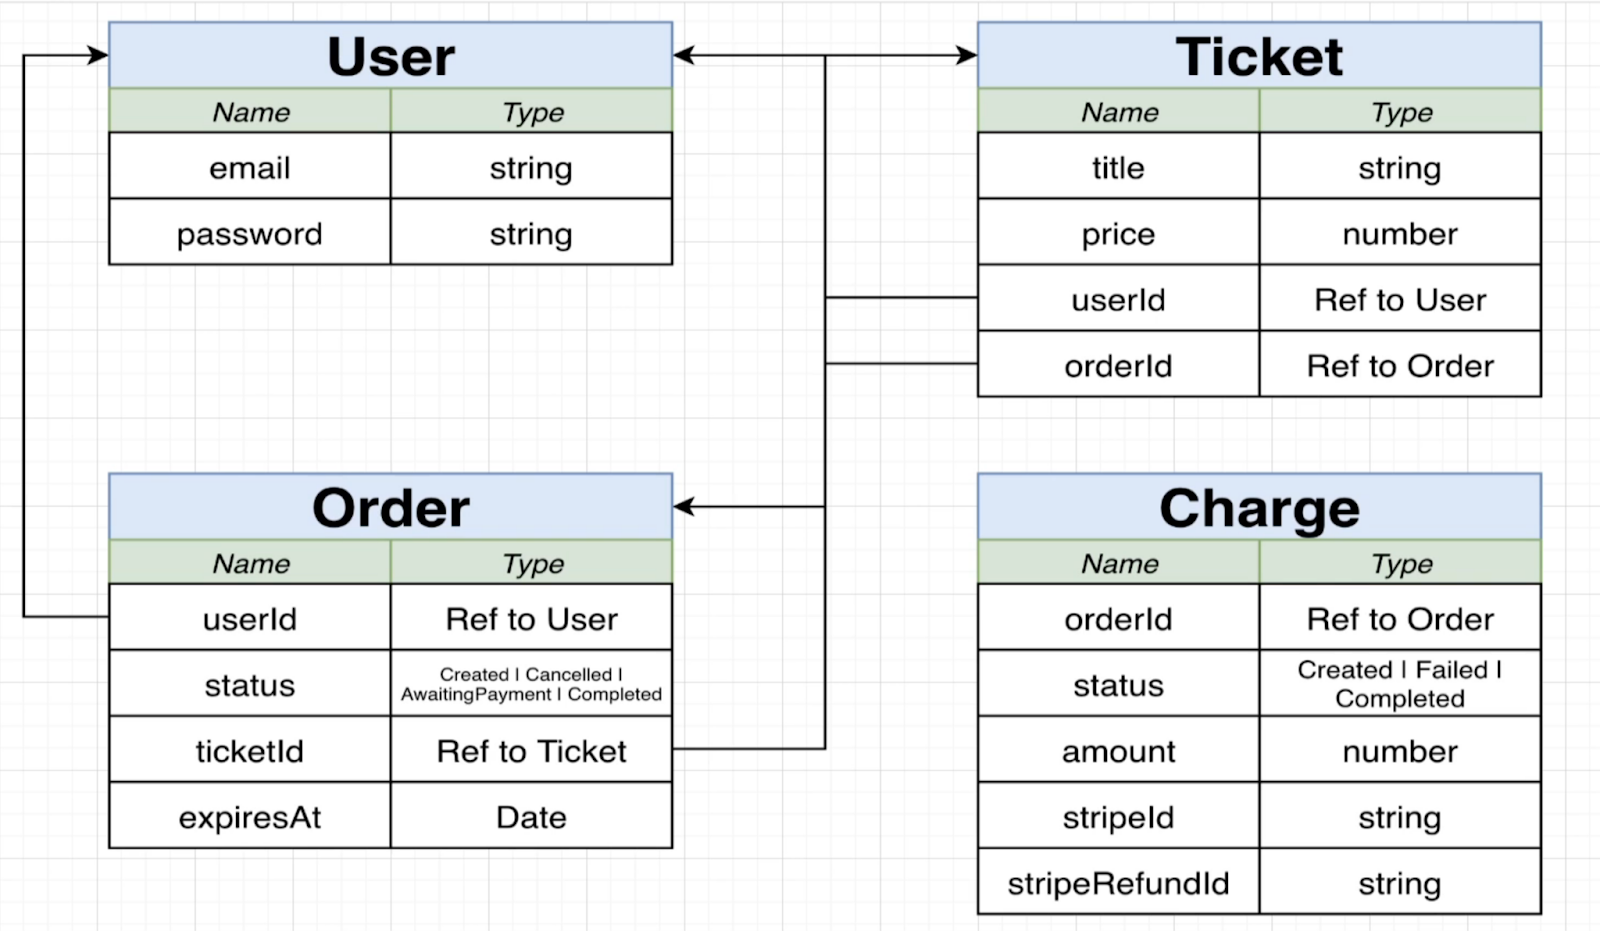 User
Name Type
email string
password string
Ticket
Name Type
title string
price number
userId Ref to User
orderId Ref to Order
Order
Name Type
userId Ref to User
status Created | Cancelled |
AwaitingPayment | Completed
ticketId Ref to Ticket
expiresAt Date
Charge
Name Type
orderId Ref to Order
status Created | Failed |
Completed
amount number
stripeId string
stripeRefundId string